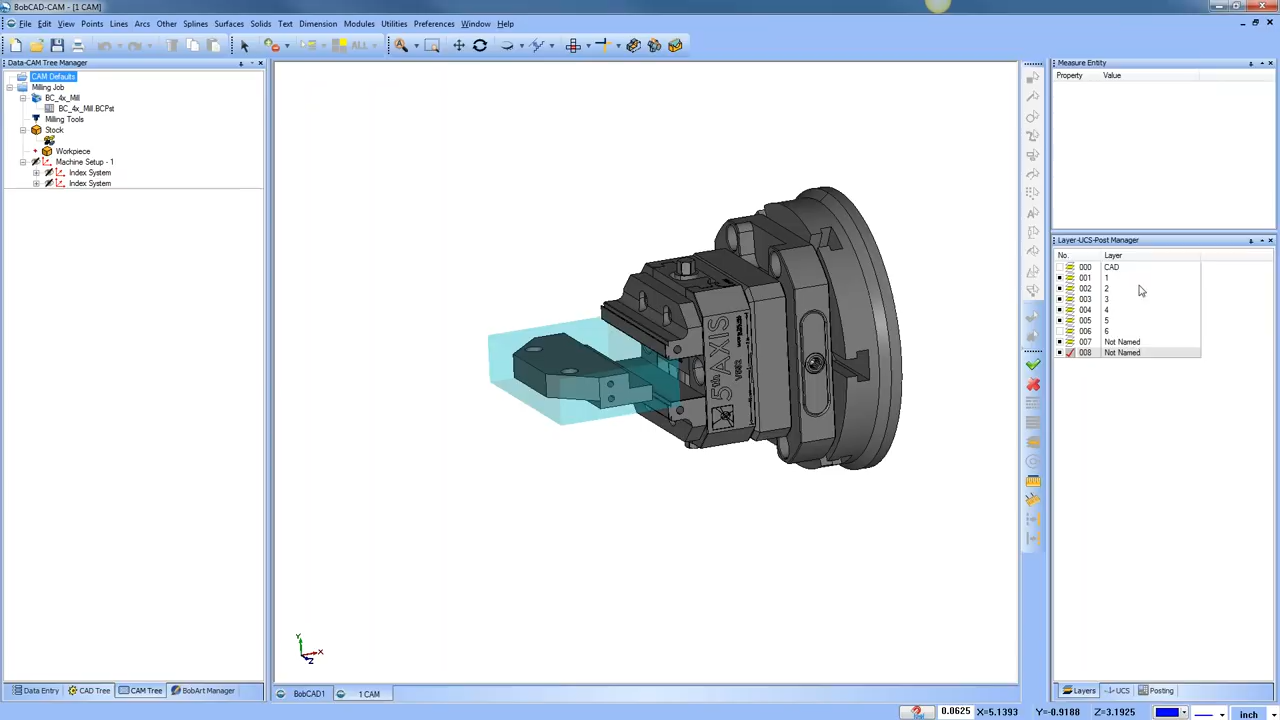 BobCAD-CAM - [1 CAM]
File Edit View Points Lines Arcs Other Splines Surfaces Solids Text Dimension Modules Utilities Preferences Window Help
ALL
Data-CAM Tree Manager
CAM Defaults
Milling Job
BC_4x_Mill
BC_4x_Mill.BCPst
Milling Tools
Stock
Workpiece
Machine Setup - 1
Index System
Index System
5th AXIS
Y
X
Z
Measure Entity
Property Value
Layer-UCS-Post Manager
No. Layer
000 CAD
001 1
002 2
003 3
004 4
005 5
006 6
007 Not Named
008 Not Named
Data Entry CAD Tree CAM Tree BobArt Manager
BobCAD1 1 CAM
Layers UCS Posting
0.0625 X=5.1393 Y=-0.9188 Z=3.1925 inch